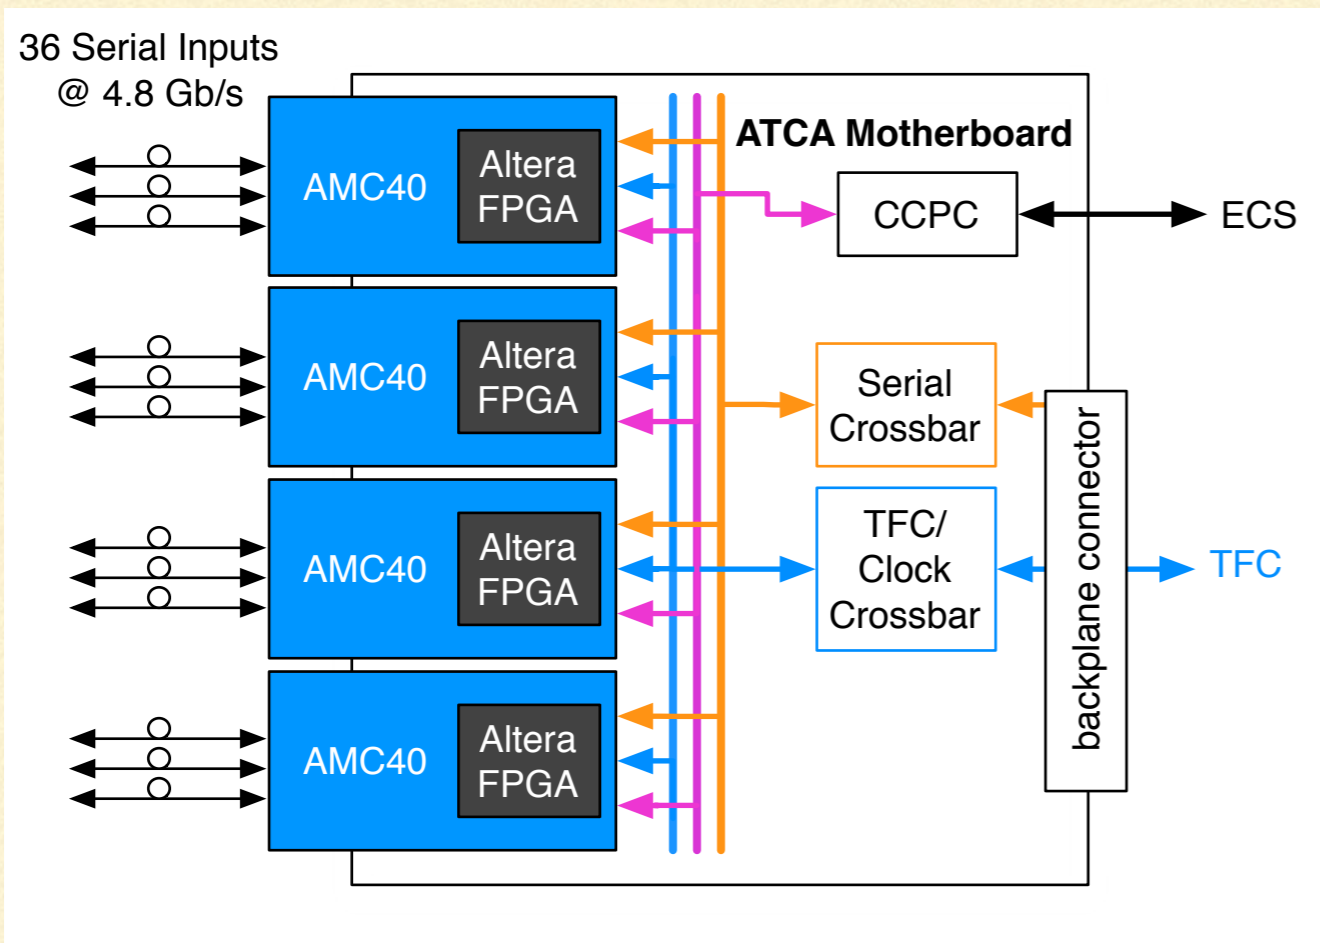 36 Serial Inputs
@ 4.8 Gb/s
ATCA Motherboard
AMC40
Altera
FPGA
CCPC
ECS
AMC40
Altera
FPGA
Serial
Crossbar
AMC40
Altera
FPGA
TFC/
Clock
Crossbar
backplane connector
TFC
AMC40
Altera
FPGA